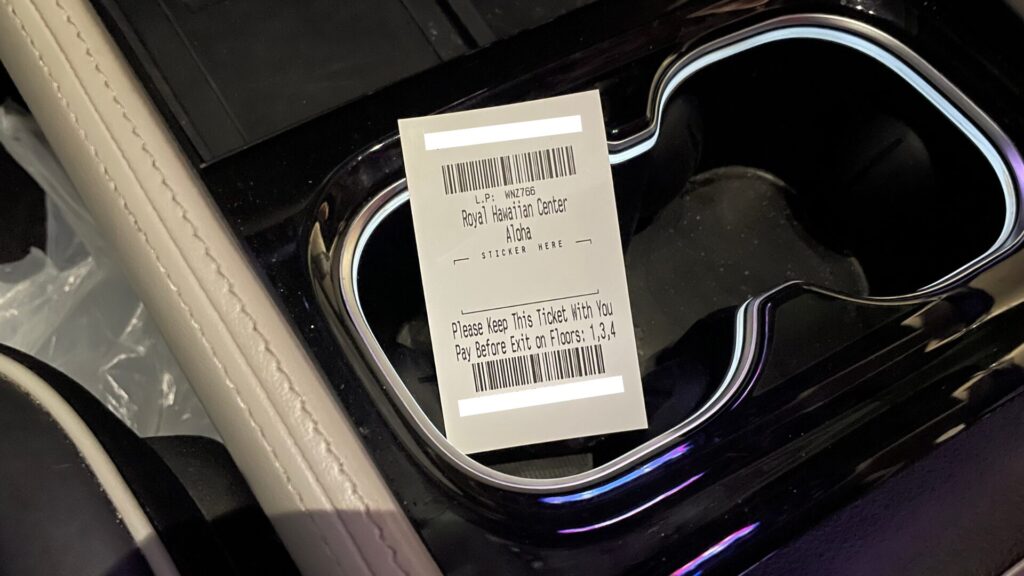 L.P: WNZ766
Royal Hawaiian Center
Aloha
STICKER HERE
Please Keep This Ticket With You
Pay Before Exit on Floors: 1,3,4